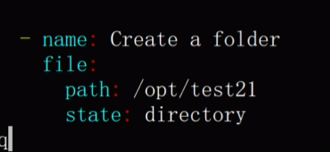 - name: Create a folder
  file:
    path: /opt/test21
    state: directory
q